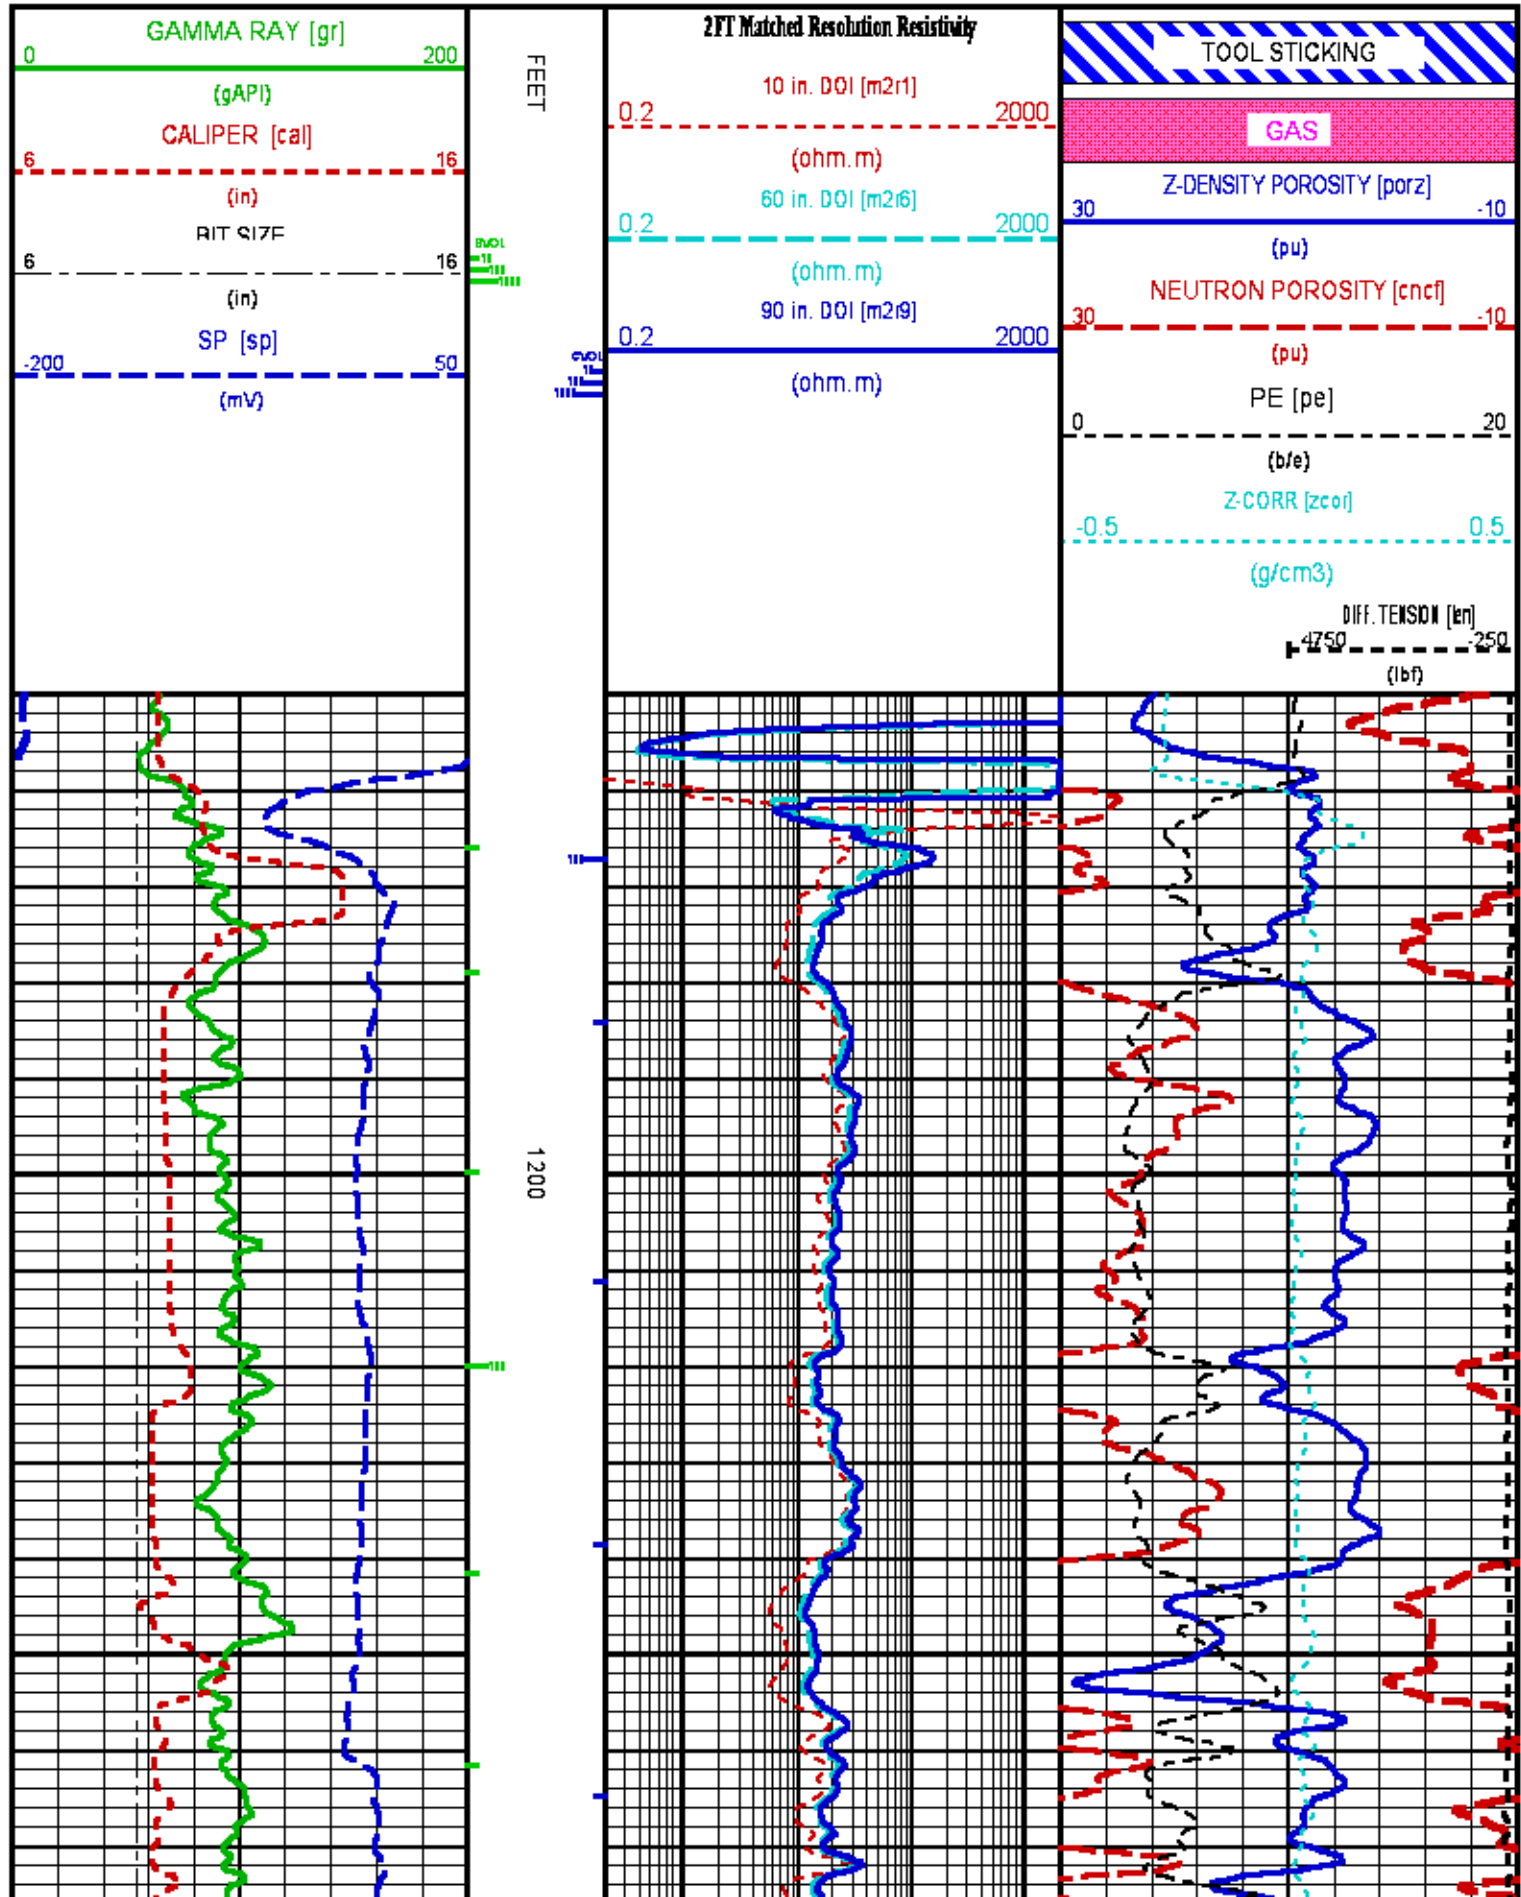 GAMMA RAY [gr]
0 200
(gAPI)
CALIPER [cal]
6 16
(in)
BIT SIZE
6 16
(in)
SP [sp]
-200 50
(mV)
FEET
BVOL
1200
2FT Matched Resolution Resistivity
10 in. DOI [m2r1]
0.2 2000
(ohm.m)
60 in. DOI [m2r6]
0.2 2000
(ohm.m)
90 in. DOI [m2r9]
0.2 2000
(ohm.m)
TOOL STICKING
GAS
Z-DENSITY POROSITY [porz]
30 -10
(pu)
NEUTRON POROSITY [cncf]
30 -10
(pu)
PE [pe]
0 20
(b/e)
Z-CORR [zcor]
-0.5 0.5
(g/cm3)
DIFF. TENSION [ten]
4750 -250
(lbf)